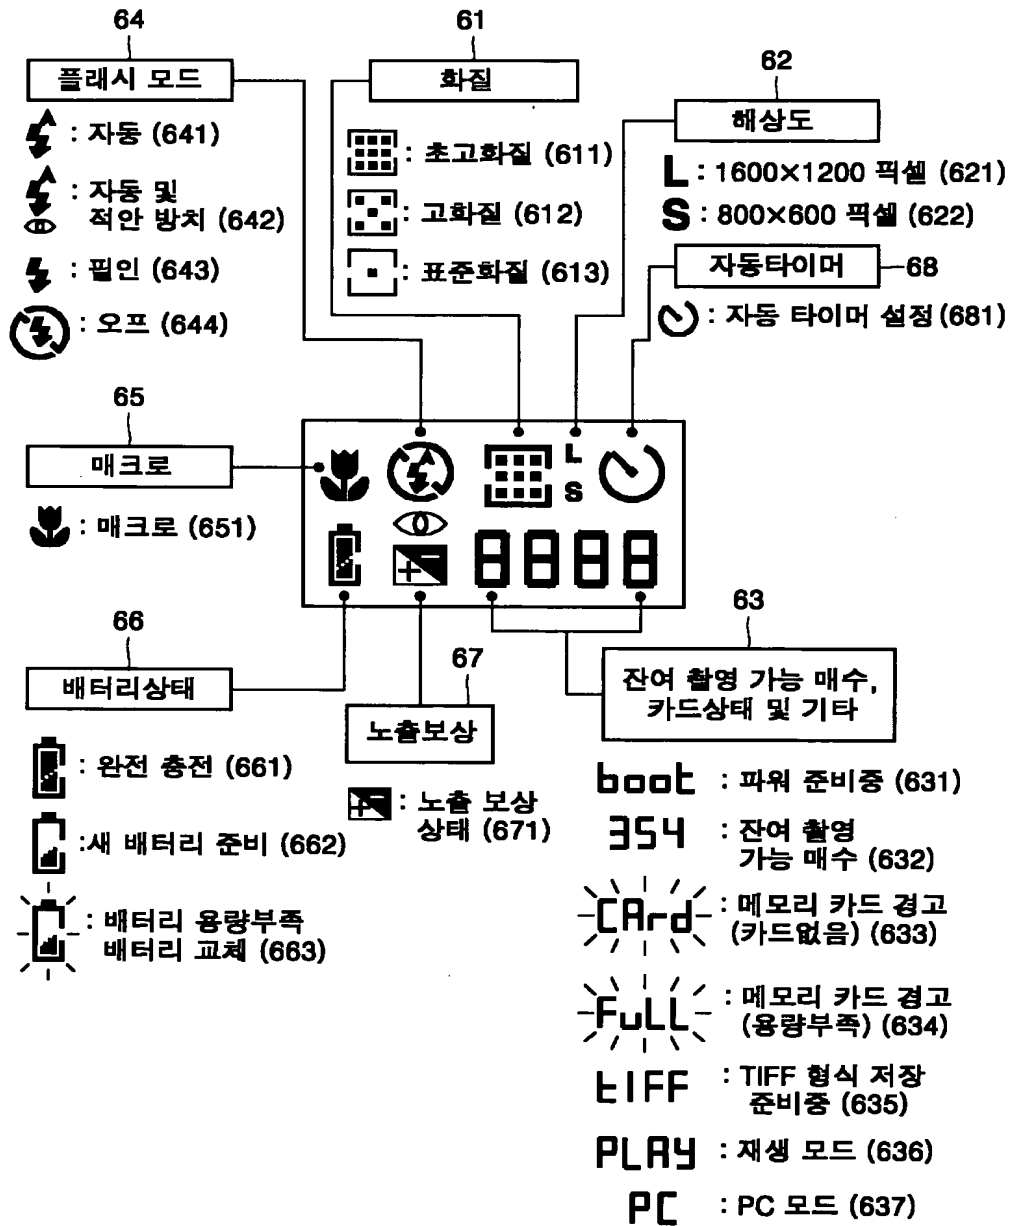 64
플래시 모드
: 자동 (641)
: 자동 및
적안 방치 (642)
: 필인 (643)
: 오프 (644)
61
화질
: 초고화질 (611)
: 고화질 (612)
: 표준화질 (613)
62
해상도
L : 1600×1200 픽셀 (621)
S : 800×600 픽셀 (622)
자동타이머
68
: 자동 타이머 설정 (681)
65
매크로
: 매크로 (651)
L
S
8888
66
배터리상태
: 완전 충전 (661)
:새 배터리 준비 (662)
: 배터리 용량부족
배터리 교체 (663)
67
노출보상
: 노출 보상
상태 (671)
63
잔여 촬영 가능 매수,
카드상태 및 기타
boot : 파워 준비중 (631)
354 : 잔여 촬영
가능 매수 (632)
CArd : 메모리 카드 경고
(카드없음) (633)
FuLL : 메모리 카드 경고
(용량부족) (634)
tIFF : TIFF 형식 저장
준비중 (635)
PLAY : 재생 모드 (636)
PC : PC 모드 (637)